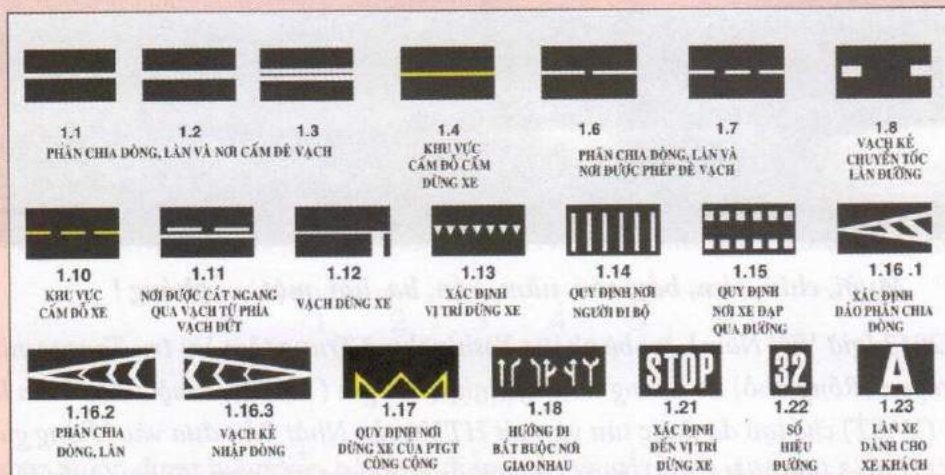 1.1 1.2 1.3 1.4 1.6 1.7 1.8
PHÂN CHIA DÒNG, LÀN VÀ NƠI CẤM ĐÈ VẠCH
KHU VỰC
CẤM ĐỖ CẤM
DỪNG XE
PHÂN CHIA DÒNG, LÀN VÀ
NƠI ĐƯỢC PHÉP ĐÈ VẠCH
VẠCH KẺ
CHUYỂN TỐC
LÀN ĐƯỜNG
1.10 1.11 1.12 1.13 1.14 1.15 1.16.1
KHU VỰC
CẤM ĐỖ XE
NƠI ĐƯỢC CẮT NGANG
QUA VẠCH TỪ PHÍA
VẠCH ĐỨT
VẠCH DỪNG XE
XÁC ĐỊNH
VỊ TRÍ DỪNG XE
QUY ĐỊNH NƠI
NGƯỜI ĐI BỘ
QUY ĐỊNH
NƠI XE ĐẠP
QUA ĐƯỜNG
XÁC ĐỊNH
ĐẢO PHÂN CHIA
DÒNG
STOP 32 A
1.16.2 1.16.3 1.17 1.18 1.21 1.22 1.23
PHÂN CHIA
DÒNG, LÀN
VẠCH KẺ
NHẬP DÒNG
QUY ĐỊNH NƠI
DỪNG XE CỦA PTGT
CÔNG CỘNG
HƯỚNG ĐI
BẮT BUỘC NƠI
GIAO NHAU
XÁC ĐỊNH
ĐẾN VỊ TRÍ
DỪNG XE
SỐ
HIỆU
ĐƯỜNG
LÀN XE
DÀNH CHO
XE KHÁCH